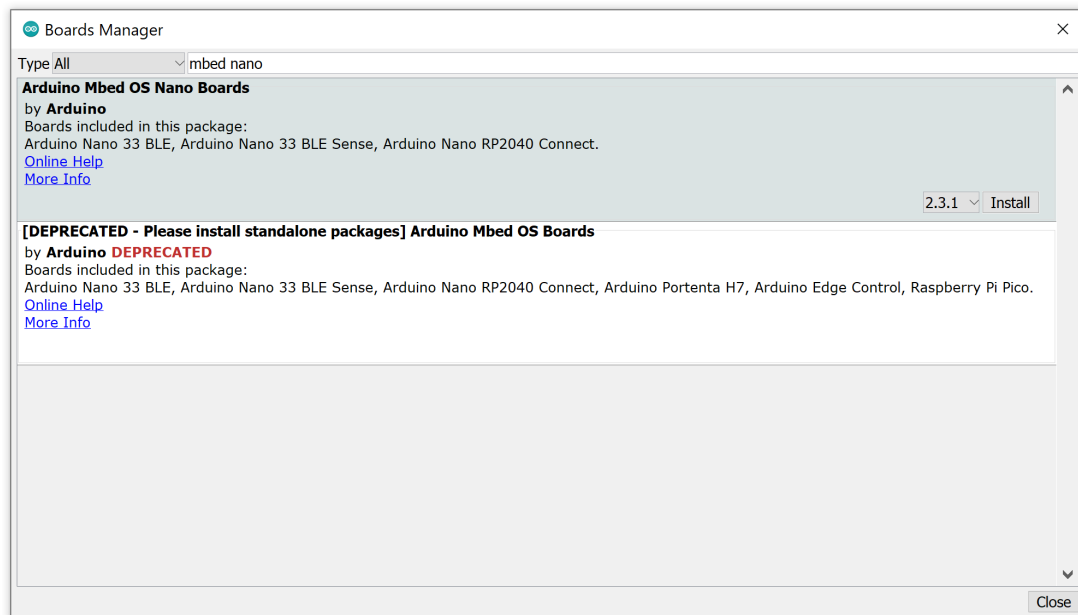 Boards Manager
Type All mbed nano
Arduino Mbed OS Nano Boards
by Arduino
Boards included in this package:
Arduino Nano 33 BLE, Arduino Nano 33 BLE Sense, Arduino Nano RP2040 Connect.
Online Help
More Info
2.3.1 Install
[DEPRECATED - Please install standalone packages] Arduino Mbed OS Boards
by Arduino DEPRECATED
Boards included in this package:
Arduino Nano 33 BLE, Arduino Nano 33 BLE Sense, Arduino Nano RP2040 Connect, Arduino Portenta H7, Arduino Edge Control, Raspberry Pi Pico.
Online Help
More Info
Close